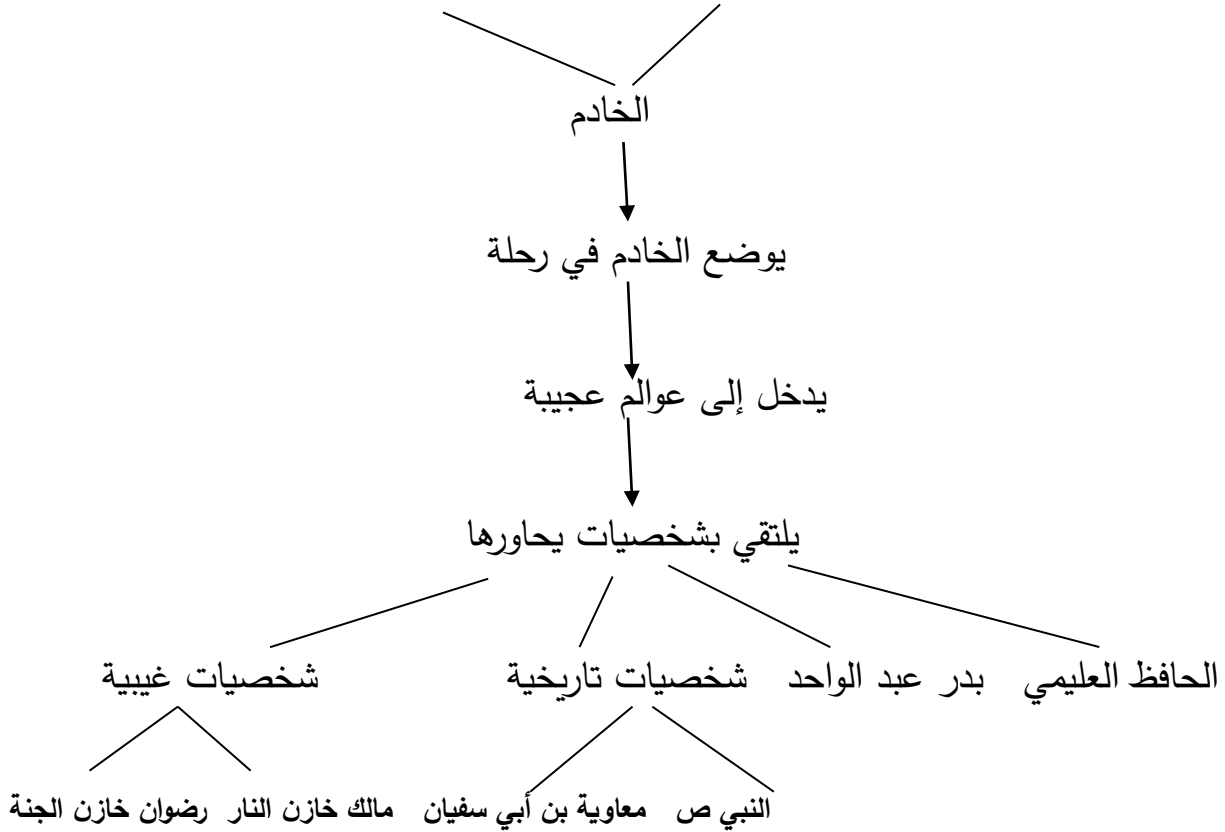 الخادم
يوضع الخادم في رحلة
يدخل إلى عوالم عجيبة
يلتقي بشخصيات يحاورها
الحافظ العليمي بدر عبد الواحد شخصيات تاريخية شخصيات غيبية
النبي ص معاوية بن أبي سفيان مالك خازن النار رضوان خازن الجنة